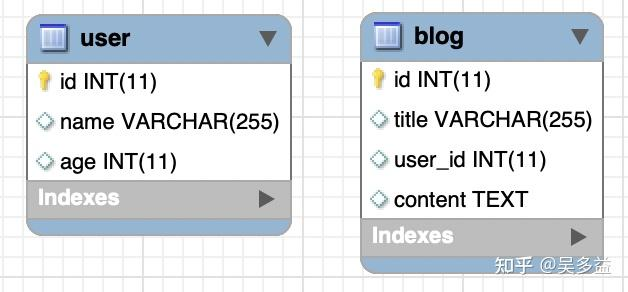 user
id INT(11)
name VARCHAR(255)
age INT(11)
Indexes
blog
id INT(11)
title VARCHAR(255)
user_id INT(11)
content TEXT
Indexes
知乎 @吴多益